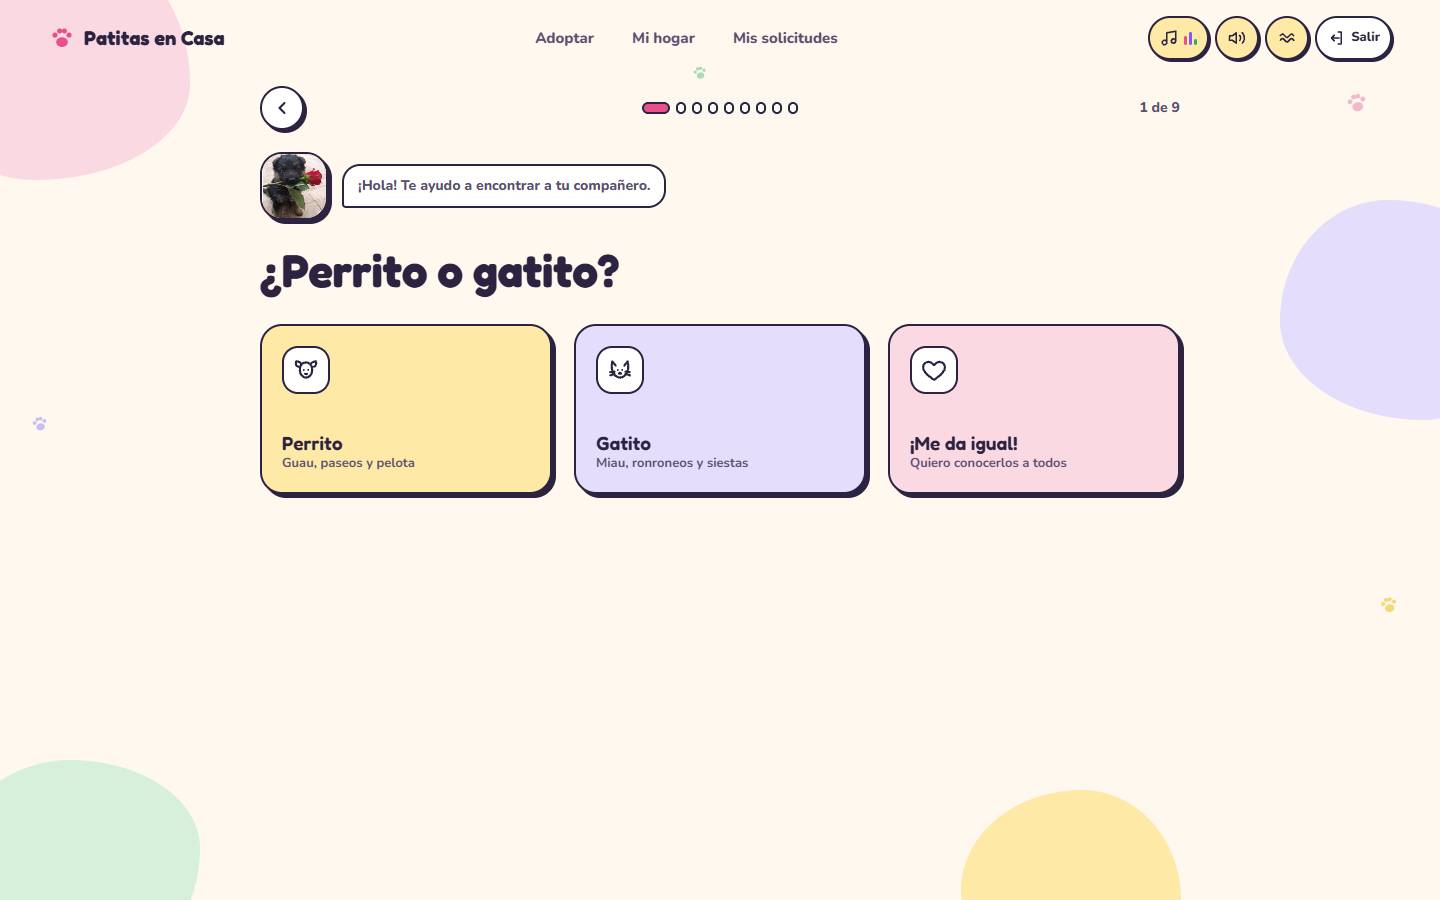 Patitas en Casa
Adoptar
Mi hogar
Mis solicitudes
Salir
1 de 9
¡Hola! Te ayudo a encontrar a tu compañero.
¿Perrito o gatito?
Perrito
Guau, paseos y pelota
Gatito
Miau, ronroneos y siestas
¡Me da igual!
Quiero conocerlos a todos